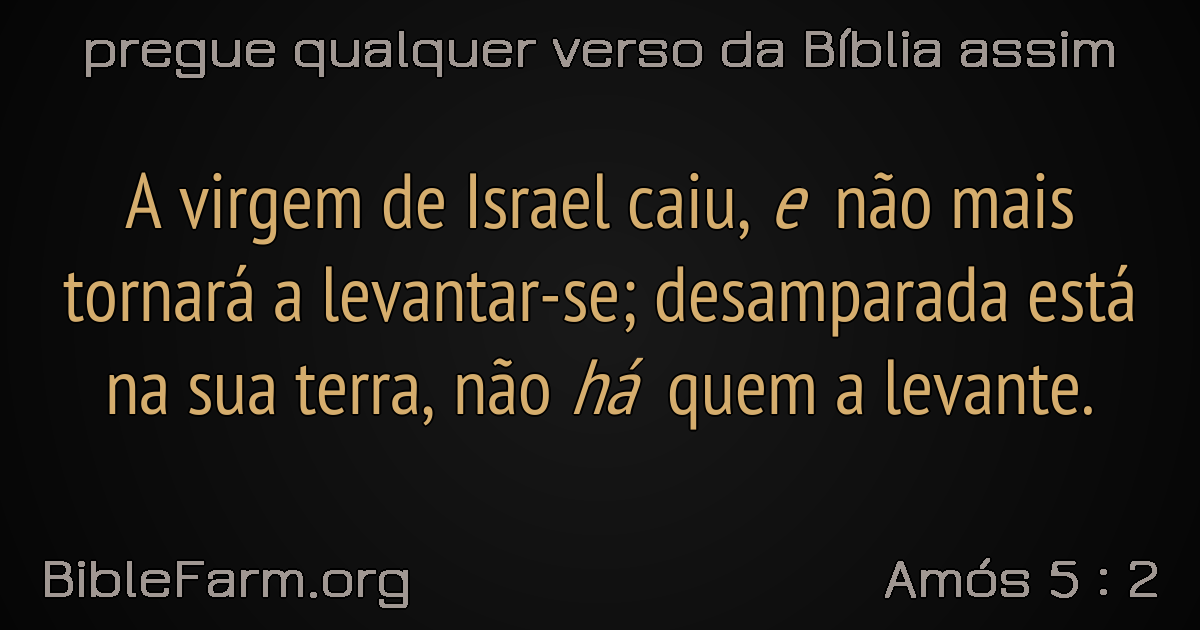 pregue qualquer verso da Bíblia assim
A virgem de Israel caiu, e não mais
tornará a levantar-se; desamparada está
na sua terra, não há quem a levante.
BibleFarm.org
Amós 5 : 2